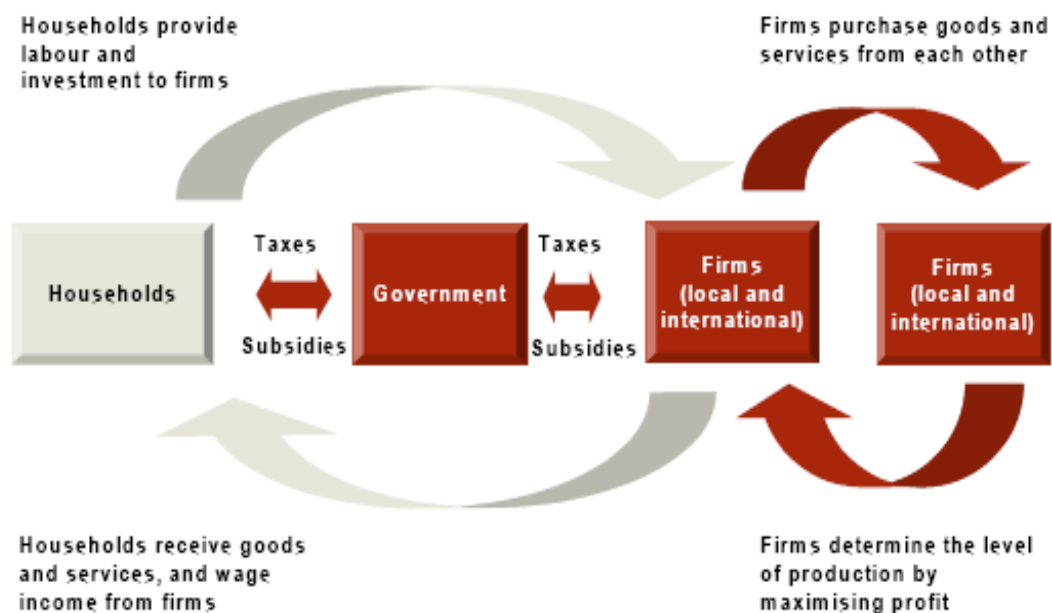 Households provide
labour and
investment to firms
Firms purchase goods and
services from each other
Households
Taxes
Subsidies
Government
Taxes
Subsidies
Firms
(local and
international)
Firms
(local and
international)
Households receive goods
and services, and wage
income from firms
Firms determine the level
of production by
maximising profit